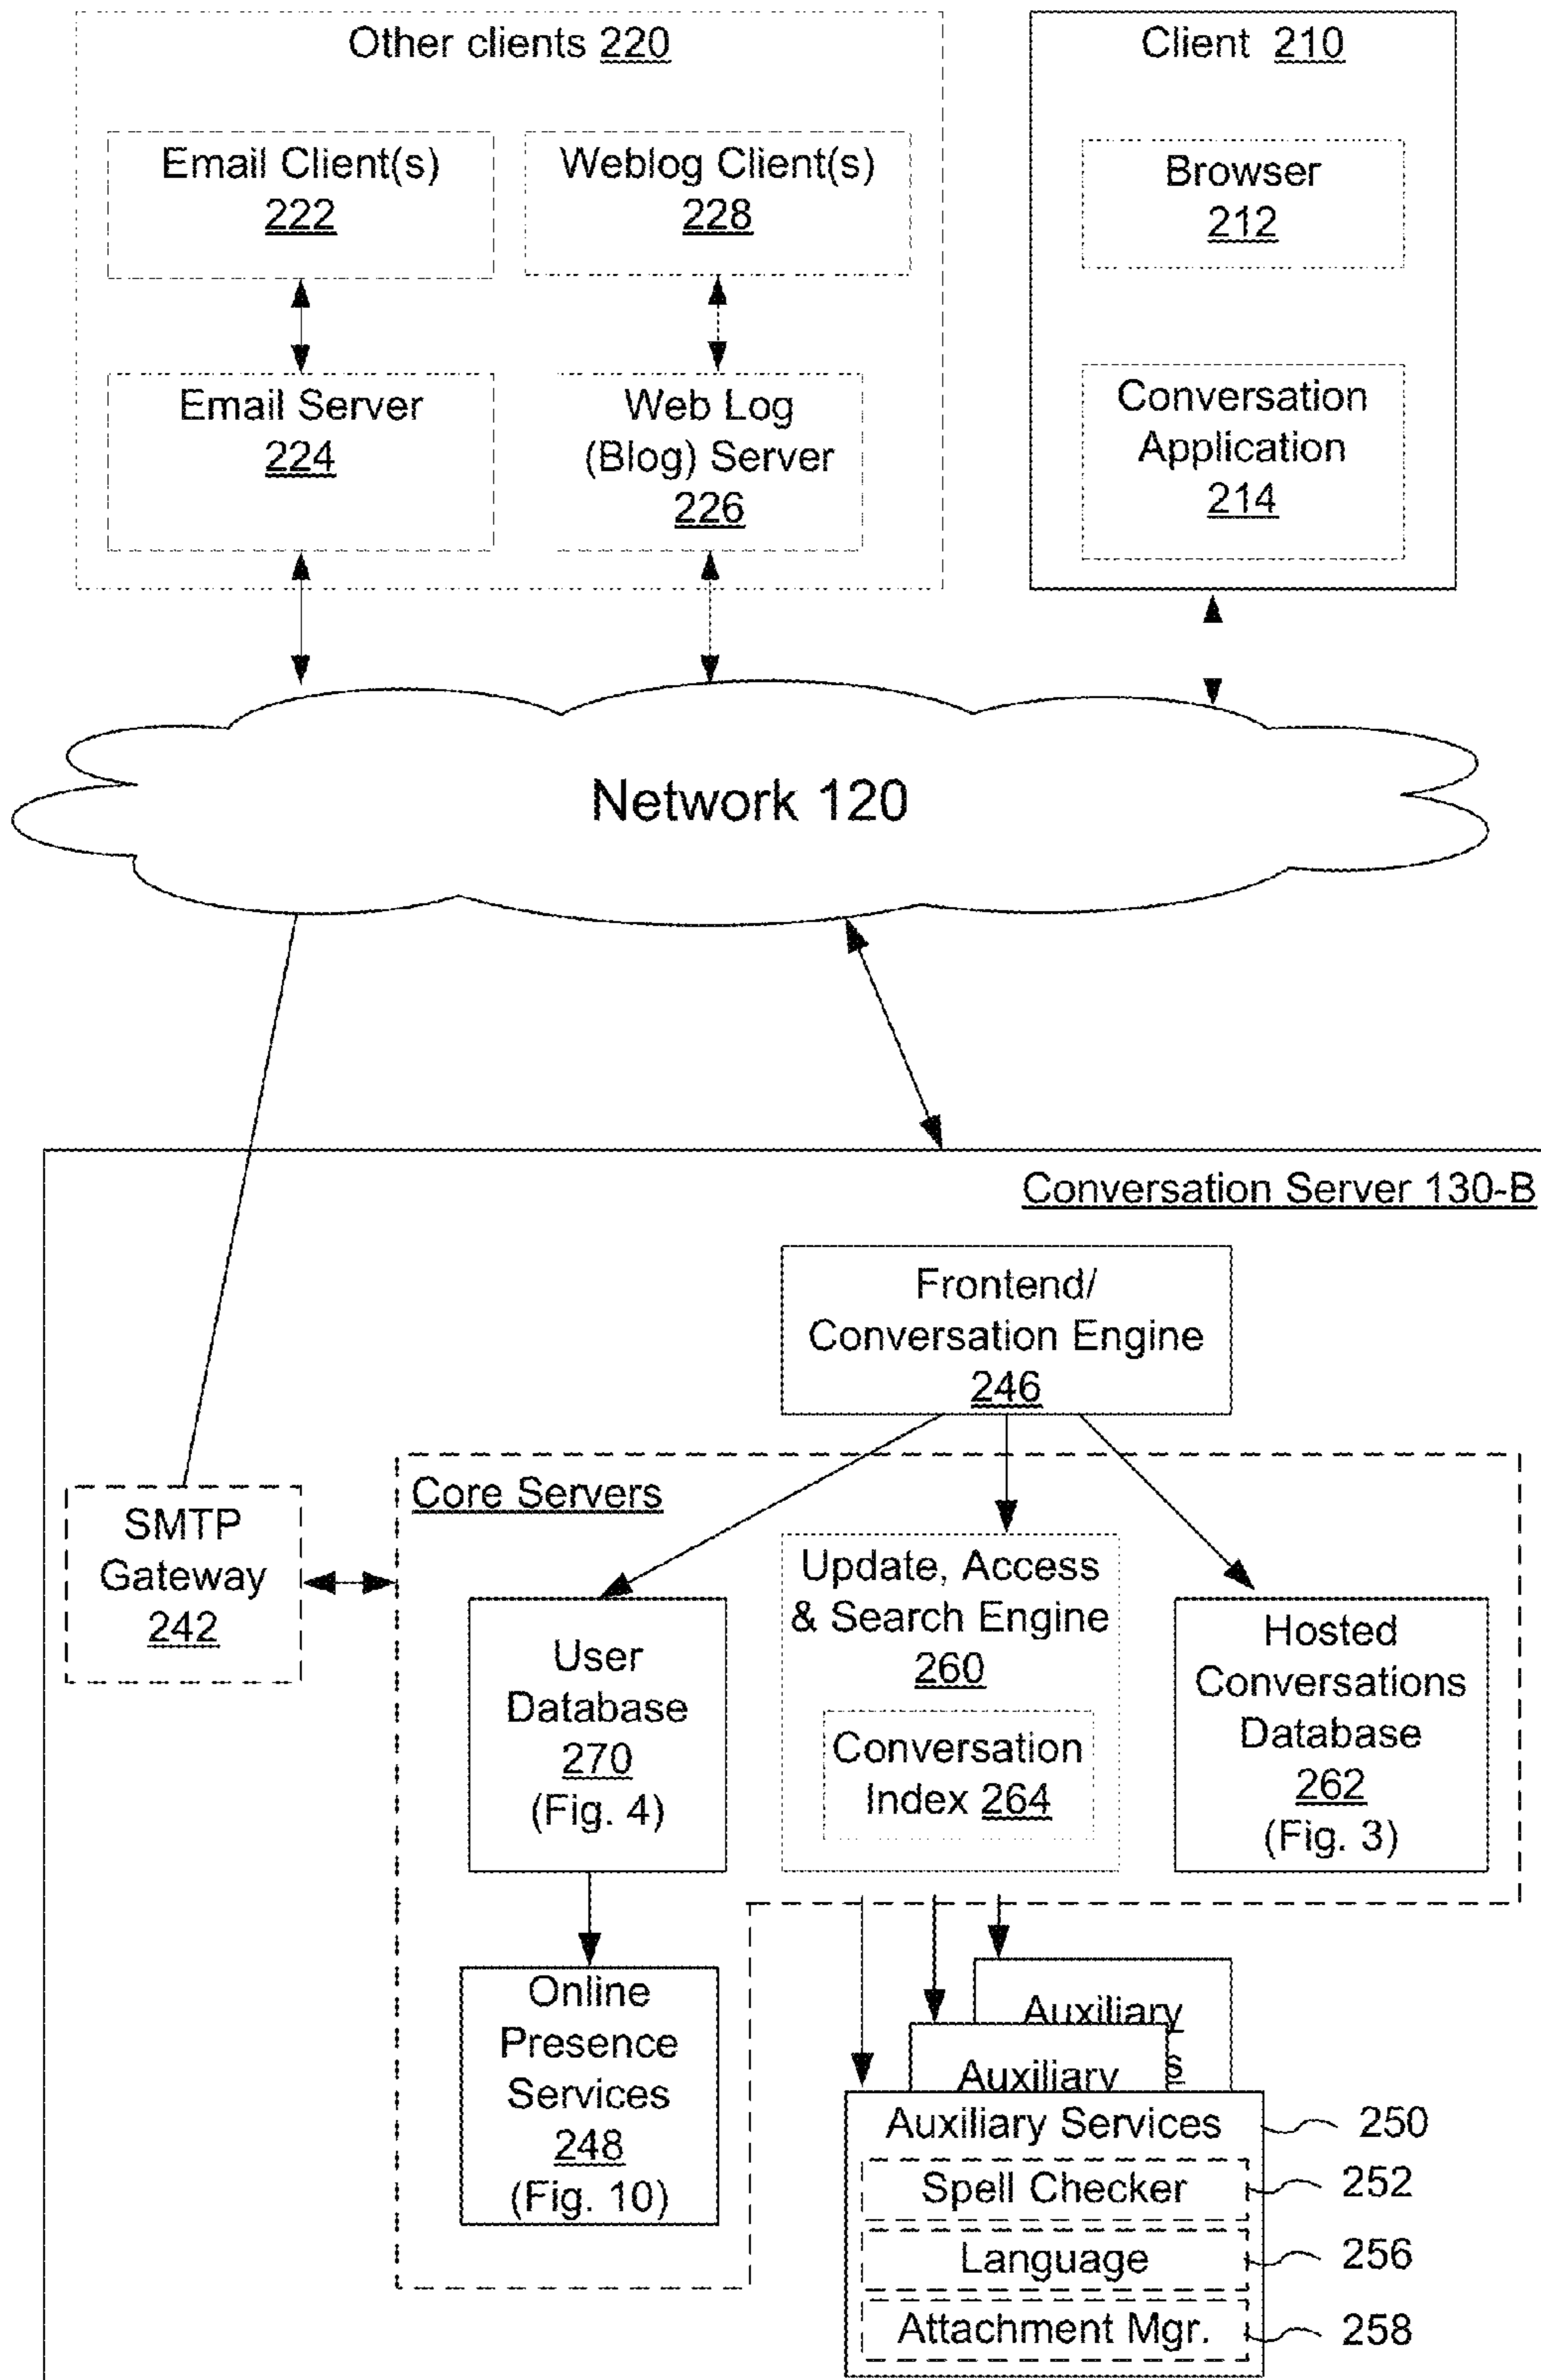 Other clients 220
Email Client(s)
222
Weblog Client(s)
228
Email Server
224
Web Log
(Blog) Server
226
Client 210
Browser
212
Conversation
Application
214
Network 120
Conversation Server 130-B
Frontend/
Conversation Engine
246
SMTP
Gateway
242
Core Servers
User
Database
270
(Fig. 4)
Update, Access
& Search Engine
260
Conversation
Index 264
Hosted
Conversations
Database
262
(Fig. 3)
Online
Presence
Services
248
(Fig. 10)
Auxiliary
s
Auxiliary
Auxiliary Services
250
Spell Checker
252
Language
256
Attachment Mgr.
258